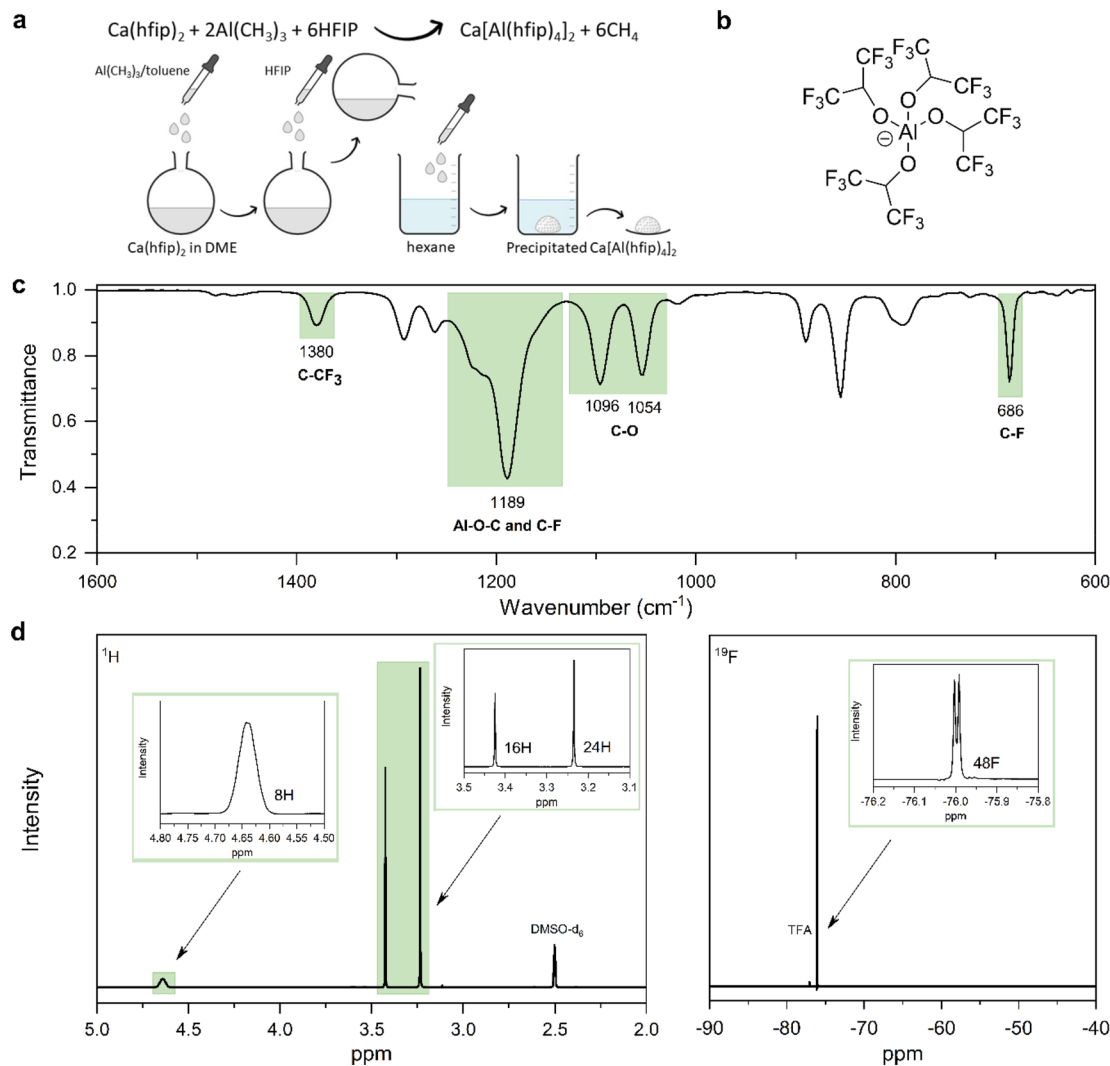 a
Ca(hfip)₂ + 2Al(CH₃)₃ + 6HFIP Ca[Al(hfip)₄]₂ + 6CH₄
Al(CH₃)₃/toluene
HFIP
Ca(hfip)₂ in DME
hexane
Precipitated Ca[Al(hfip)₄]₂
b
CF₃
CF₃
F₃C
CF₃
O
O
Al
O
CF₃
⊖
O
CF₃
F₃C
CF₃
c
Transmittance
1.0
0.8
0.6
0.4
0.2
1380
C-CF₃
1189
Al-O-C and C-F
1096
1054
C-O
686
C-F
1600
1400
1200
1000
800
600
Wavenumber (cm⁻¹)
d
Intensity
¹H
Intensity
8H
4.80 4.75 4.70 4.65 4.60 4.55 4.50
ppm
Intensity
16H
24H
3.5 3.4 3.3 3.2 3.1
ppm
DMSO-d₆
5.0 4.5 4.0 3.5 3.0 2.5 2.0
ppm
¹⁹F
Intensity
48F
-76.2 -76.1 -76.0 -75.9 -75.8
ppm
TFA
-90 -80 -70 -60 -50 -40
ppm